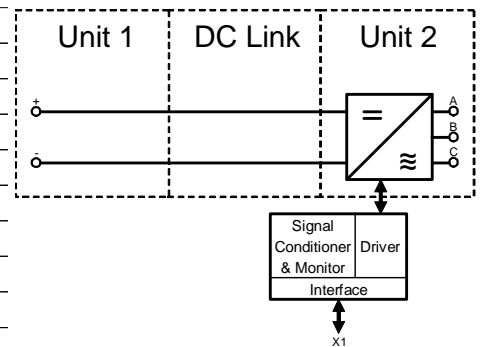 Unit 1 DC Link Unit 2
+
-
=
≋
A
B
C
Signal
Conditioner
& Monitor
Driver
Interface
X1